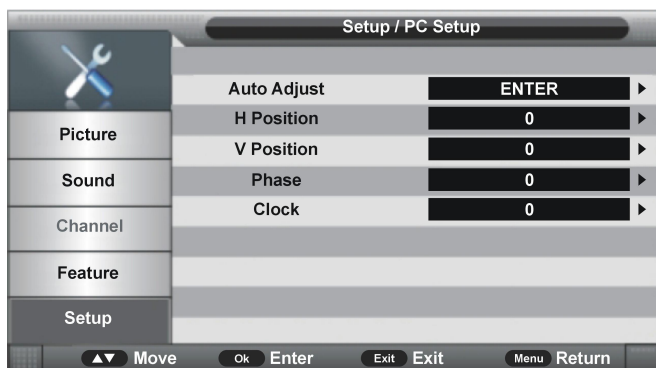 Setup / PC Setup
Auto Adjust ENTER
H Position 0
V Position 0
Phase 0
Clock 0
Picture
Sound
Channel
Feature
Setup
▲▼ Move Ok Enter Exit Exit Menu Return